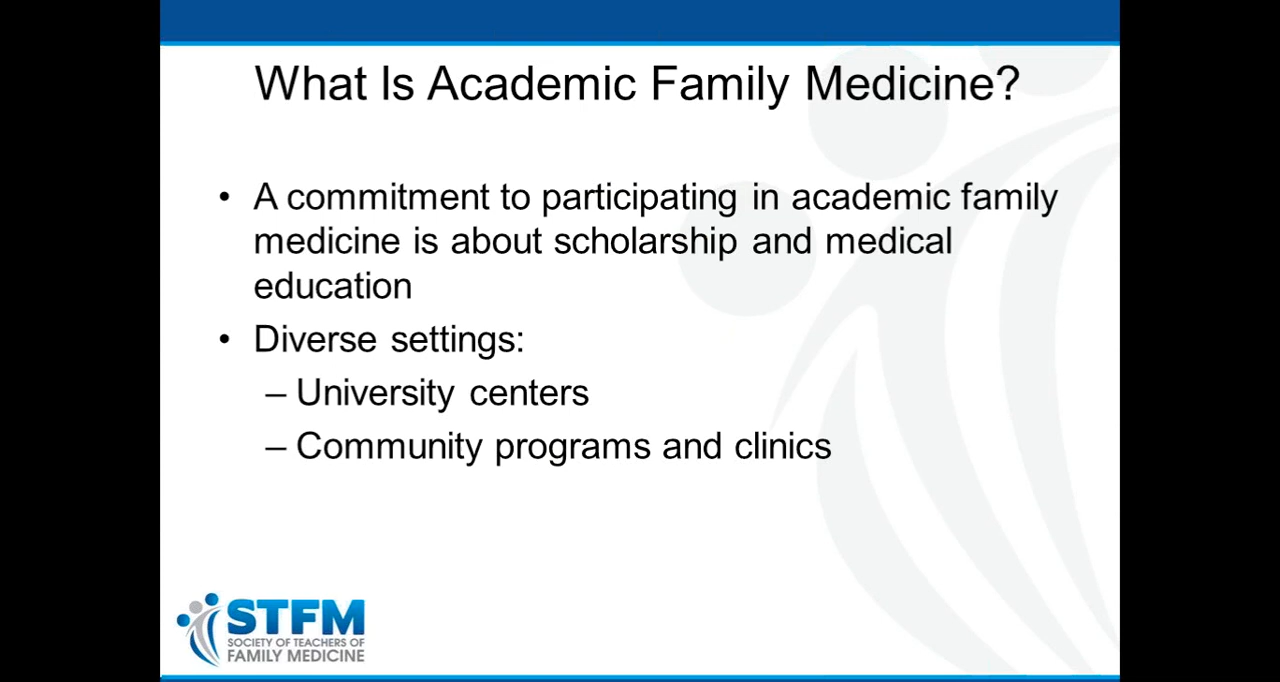 What Is Academic Family Medicine?
• A commitment to participating in academic family
medicine is about scholarship and medical
education
• Diverse settings:
– University centers
– Community programs and clinics
STFM
SOCIETY OF TEACHERS OF
FAMILY MEDICINE